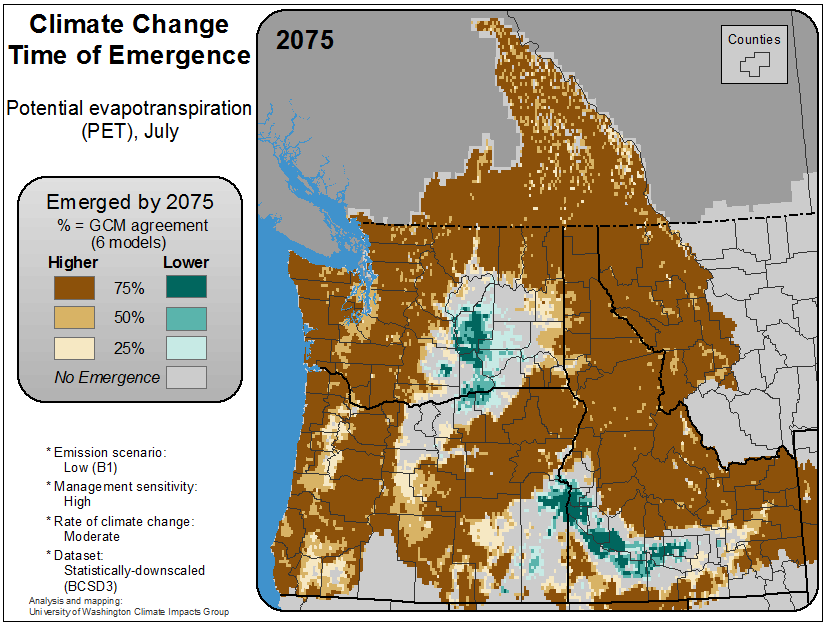 Climate Change
Time of Emergence
Potential evapotranspiration
(PET), July
Emerged by 2075
% = GCM agreement
(6 models)
Higher Lower
75%
50%
25%
No Emergence
* Emission scenario:
Low (B1)
* Management sensitivity:
High
* Rate of climate change:
Moderate
* Dataset:
Statistically-downscaled
(BCSD3)
Analysis and mapping:
University of Washington Climate Impacts Group
2075
Counties